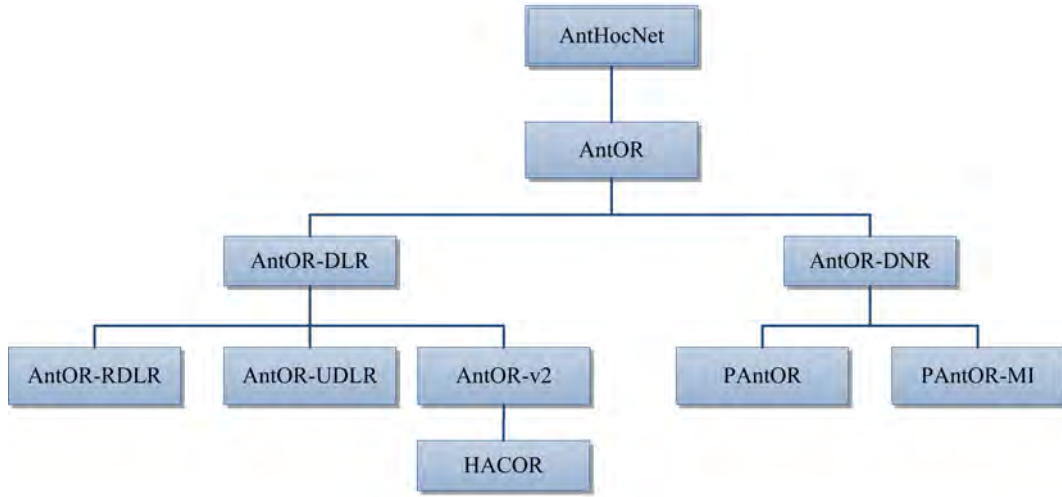 AntHocNet
AntOR
AntOR-DLR
AntOR-DNR
AntOR-RDLR
AntOR-UDLR
AntOR-v2
PAntOR
PAntOR-MI
HACOR